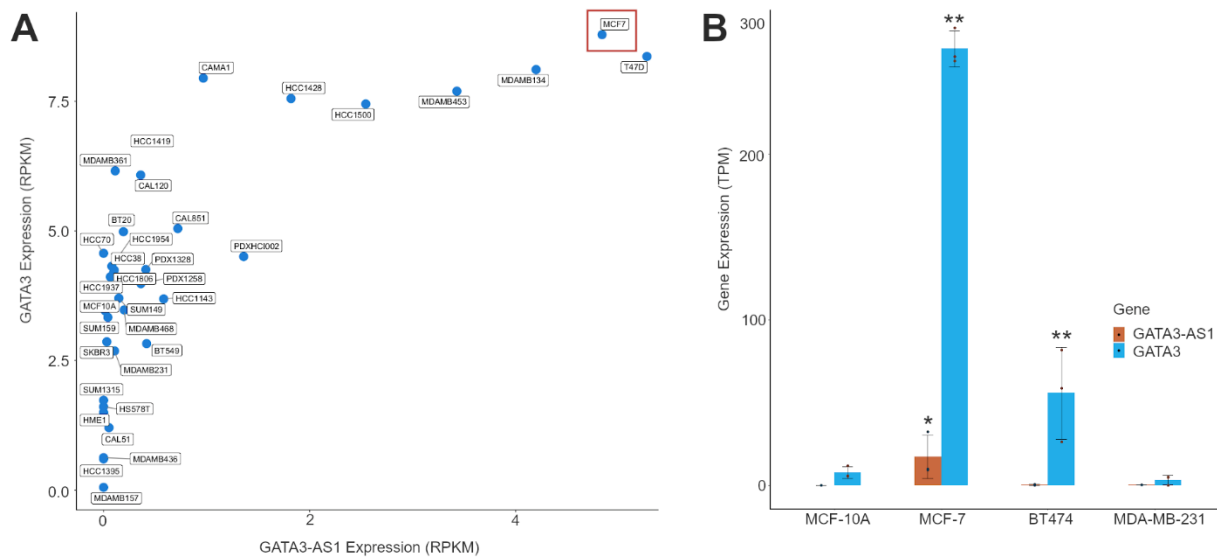 A
GATA3 Expression (RPKM)
7.5
5.0
2.5
0.0
MCF7
T47D
CAMA1
MDAMB134
HCC1428
MDAMB453
HCC1500
HCC1419
MDAMB361
CAL120
BT20
CAL851
HCC70
HCC1954
PDXHCI002
HCC38
PDX1328
HCC1806
PDX1258
HCC1937
HCC1143
MCF10A
SUM149
SUM159
MDAMB468
SKBR3
BT549
MDAMB231
SUM1315
HS578T
HME1
CAL51
MDAMB436
HCC1395
MDAMB157
0 2 4
GATA3-AS1 Expression (RPKM)
B
Gene Expression (TPM)
300
200
100
0
**
*
**
Gene
GATA3-AS1
GATA3
MCF-10A MCF-7 BT474 MDA-MB-231